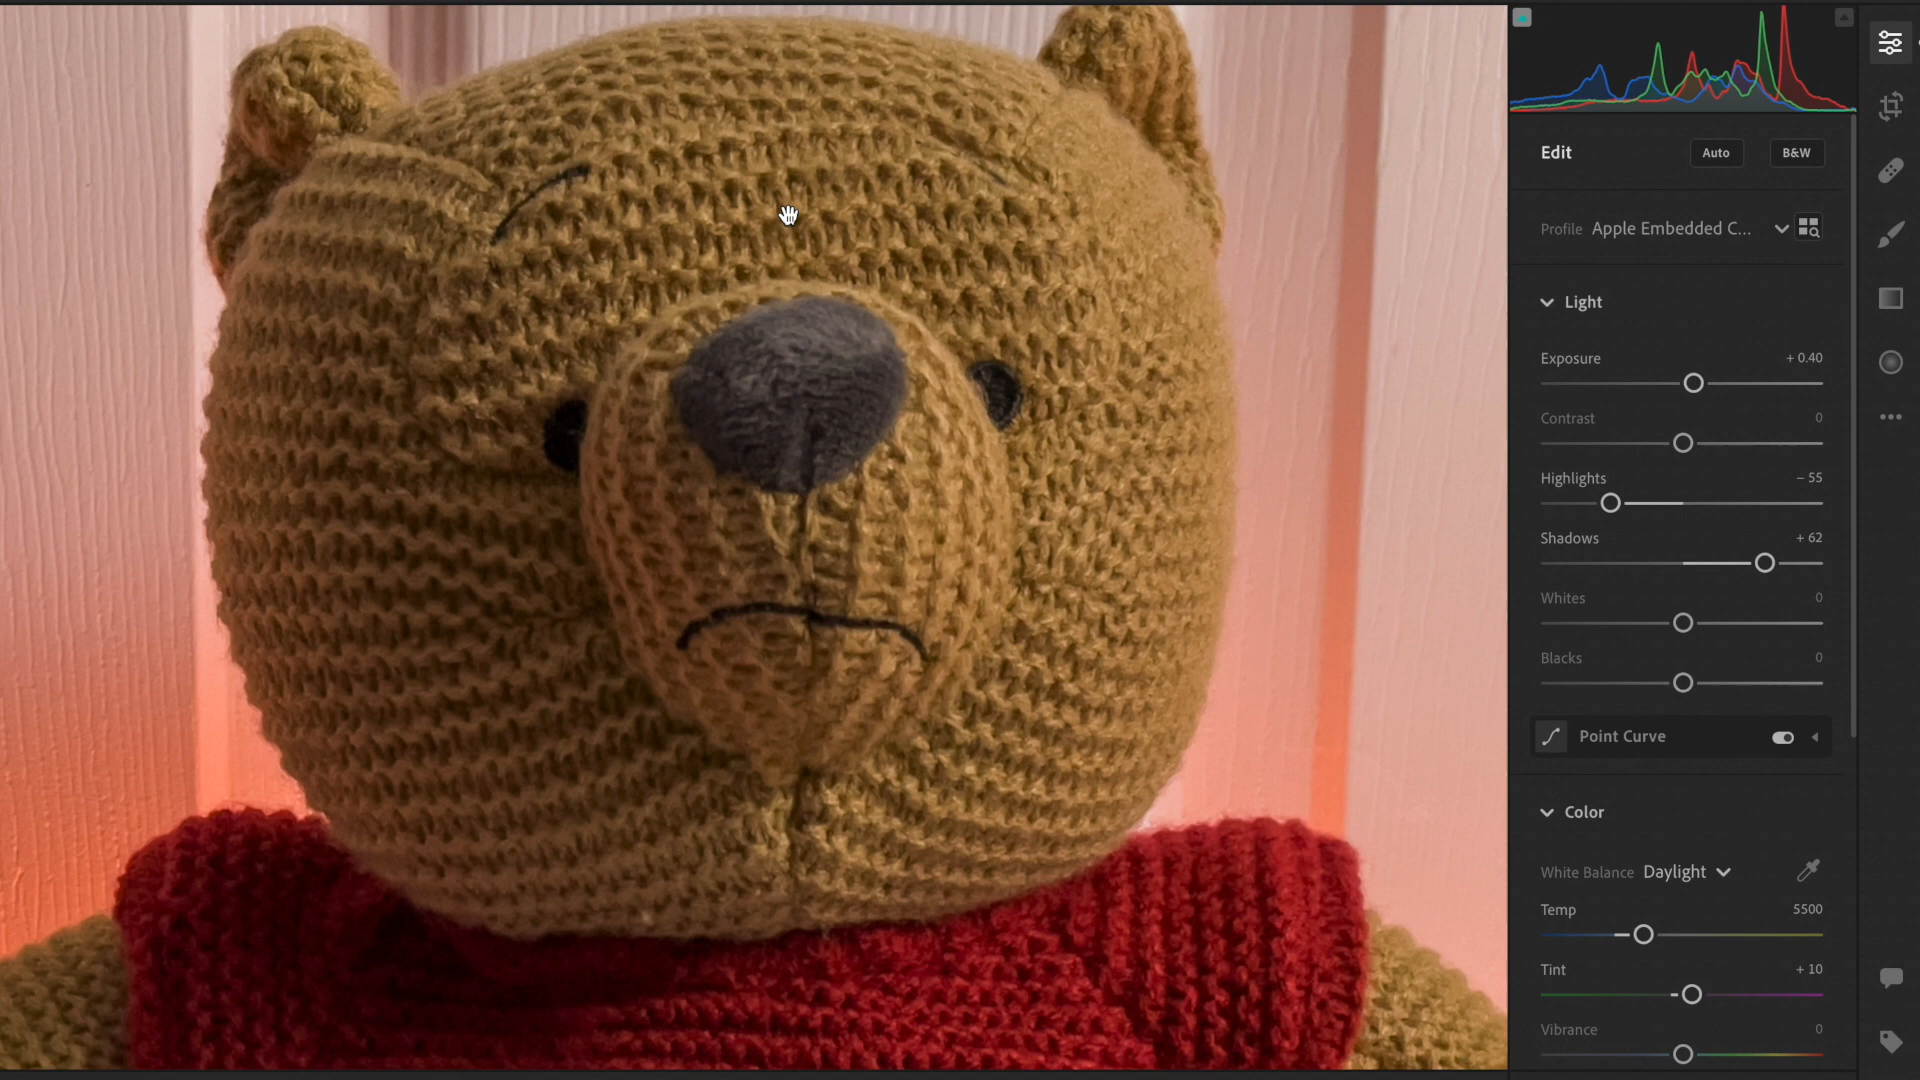 Edit Auto B&W
Profile Apple Embedded C...
Light
Exposure + 0.40
Contrast 0
Highlights – 55
Shadows + 62
Whites 0
Blacks 0
Point Curve
Color
White Balance Daylight
Temp 5500
Tint + 10
Vibrance 0